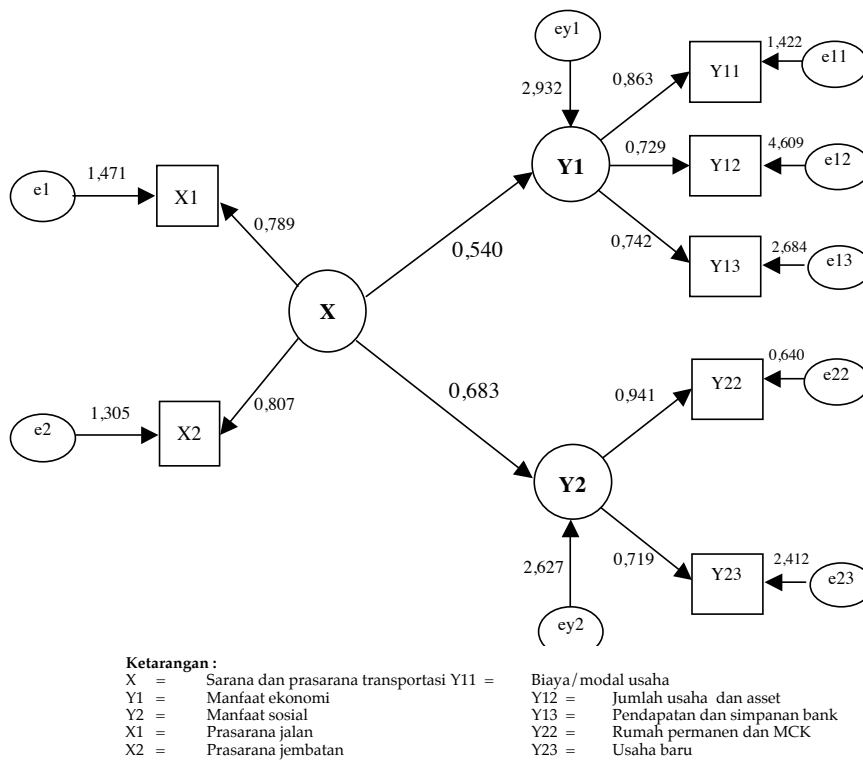 ey1
1,422
e11
Y11
2,932
0,863
0,729
4,609
Y1
Y12
e12
e1
1,471
X1
0,789
0,742
2,684
Y13
e13
0,540
X
0,640
e22
Y22
0,683
0,941
e2
1,305
X2
0,807
Y2
0,719
2,412
Y23
e23
2,627
ey2
Ketarangan :
X = Sarana dan prasarana transportasi Y11 = Biaya/modal usaha
Y1 = Manfaat ekonomi Y12 = Jumlah usaha dan asset
Y2 = Manfaat sosial Y13 = Pendapatan dan simpanan bank
X1 = Prasarana jalan Y22 = Rumah permanen dan MCK
X2 = Prasarana jembatan Y23 = Usaha baru